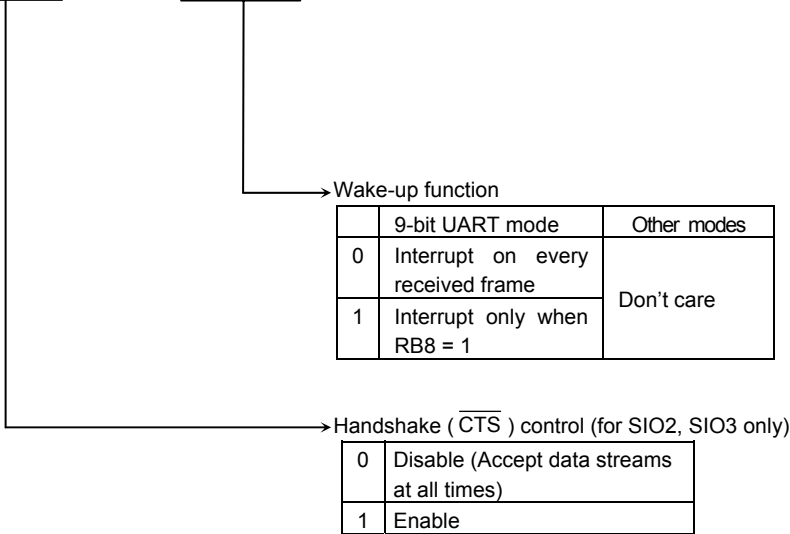 Wake-up function
9-bit UART mode Other modes
0 Interrupt on every
received frame
Don't care
1 Interrupt only when
RB8 = 1
Handshake ( CTS ) control (for SIO2, SIO3 only)
0 Disable (Accept data streams
at all times)
1 Enable